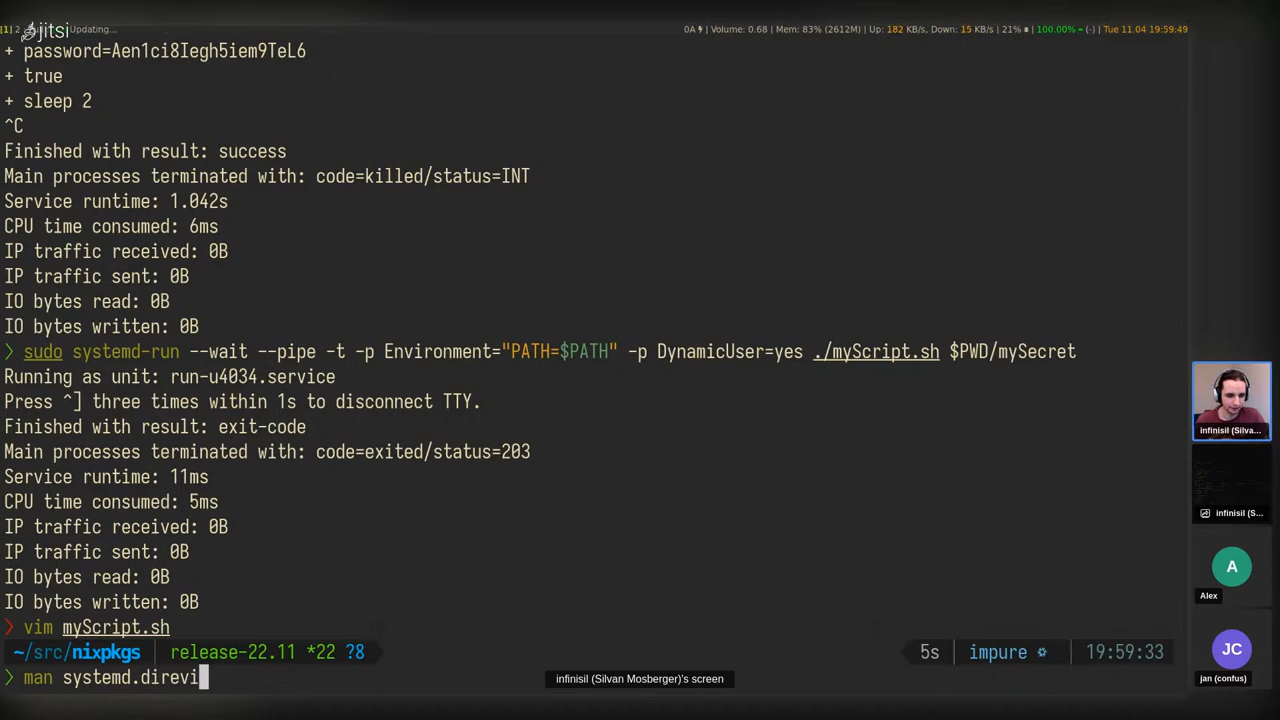 jitsi
[1] 2 Updating... 0A Volume: 0.68 | Mem: 83% (2612M) | Up: 182 KB/s, Down: 15 KB/s | 21% | 100.00% = (-) | Tue 11.04 19:59:49
+ password=Aen1ci8Iegh5iem9TeL6
+ true
+ sleep 2
^C
Finished with result: success
Main processes terminated with: code=killed/status=INT
Service runtime: 1.042s
CPU time consumed: 6ms
IP traffic received: 0B
IP traffic sent: 0B
IO bytes read: 0B
IO bytes written: 0B
> sudo systemd-run --wait --pipe -t -p Environment="PATH=$PATH" -p DynamicUser=yes ./myScript.sh $PWD/mySecret
Running as unit: run-u4034.service
Press ^] three times within 1s to disconnect TTY.
Finished with result: exit-code
Main processes terminated with: code=exited/status=203
Service runtime: 11ms
CPU time consumed: 5ms
IP traffic received: 0B
IP traffic sent: 0B
IO bytes read: 0B
IO bytes written: 0B
> vim myScript.sh
~/src/nixpkgs release-22.11 *22 ?8 5s impure 19:59:33
> man systemd.direvi
infinisil (Silvan Mosberger)'s screen
infinisil (Silva...
infinisil (S...
A
Alex
JC
jan (confus)